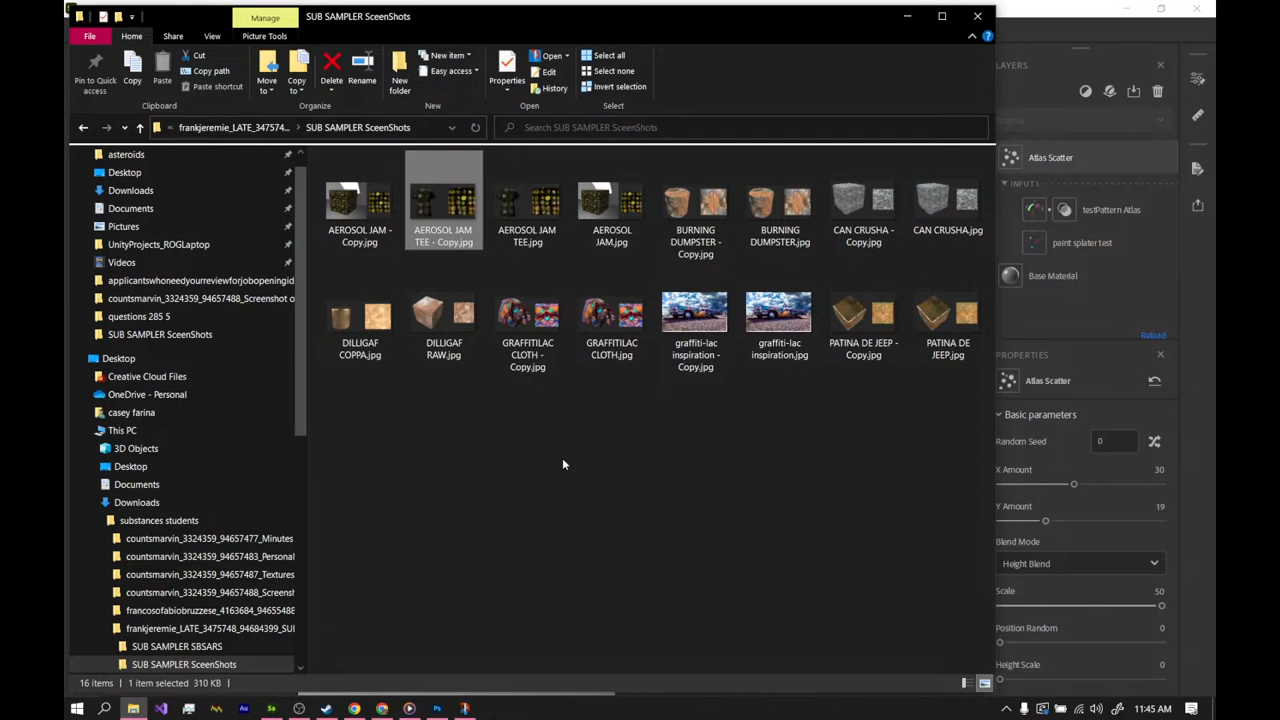 Manage
SUB SAMPLER SceenShots
File
Home
Share
View
Picture Tools
Pin to Quick access
Copy
Paste
Cut
Copy path
Paste shortcut
Move to
Copy to
Delete
Rename
New folder
New item
Easy access
Properties
Open
Edit
History
Select all
Select none
Invert selection
Clipboard
Organize
New
Open
Select
« frankjeremie_LATE_347574... > SUB SAMPLER SceenShots
Search SUB SAMPLER SceenShots
asteroids
Desktop
Downloads
Documents
Pictures
UnityProjects_ROGLaptop
Videos
applicantswhoneedyourreviewforjobopeningid
countsmarvin_3324359_94657488_Screenshot o
questions 285 5
SUB SAMPLER SceenShots
Desktop
Creative Cloud Files
OneDrive - Personal
casey farina
This PC
3D Objects
Desktop
Documents
Downloads
substances students
countsmarvin_3324359_94657477_Minutes
countsmarvin_3324359_94657483_Personal
countsmarvin_3324359_94657487_Textures
countsmarvin_3324359_94657488_Screensh
francosofabiobruzzese_4163684_94655488
frankjeremie_LATE_3475748_94684399_SUI
SUB SAMPLER SBSARS
SUB SAMPLER SceenShots
AEROSOL JAM - Copy.jpg
AEROSOL JAM TEE - Copy.jpg
AEROSOL JAM TEE.jpg
AEROSOL JAM.jpg
BURNING DUMPSTER - Copy.jpg
BURNING DUMPSTER.jpg
CAN CRUSHA - Copy.jpg
CAN CRUSHA.jpg
DILLIGAF COPPA.jpg
DILLIGAF RAW.jpg
GRAFFITILAC CLOTH - Copy.jpg
GRAFFITILAC CLOTH.jpg
graffiti-lac inspiration - Copy.jpg
graffiti-lac inspiration.jpg
PATINA DE JEEP - Copy.jpg
PATINA DE JEEP.jpg
16 items
1 item selected 310 KB
LAYERS
Normal
Atlas Scatter
INPUT 1
testPattern Atlas
paint splater test
Base Material
Reload
PROPERTIES
Atlas Scatter
Basic parameters
Random Seed
0
X Amount
30
Y Amount
19
Blend Mode
Height Blend
Scale
50
Position Random
0
Height Scale
0
11:45 AM